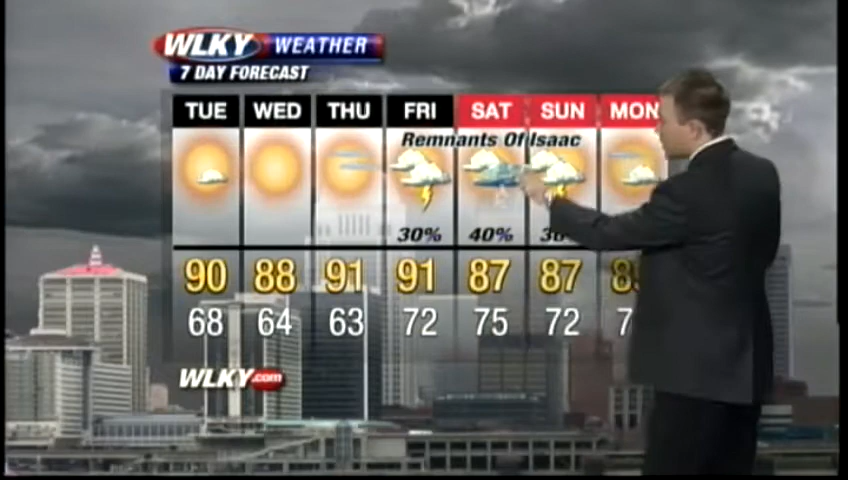 WLKY WEATHER
7 DAY FORECAST
TUE WED THU FRI SAT SUN MON
Remnants Of Isaac
30% 40%
90 88 91 91 87 87
68 64 63 72 75 72
WLKY.com